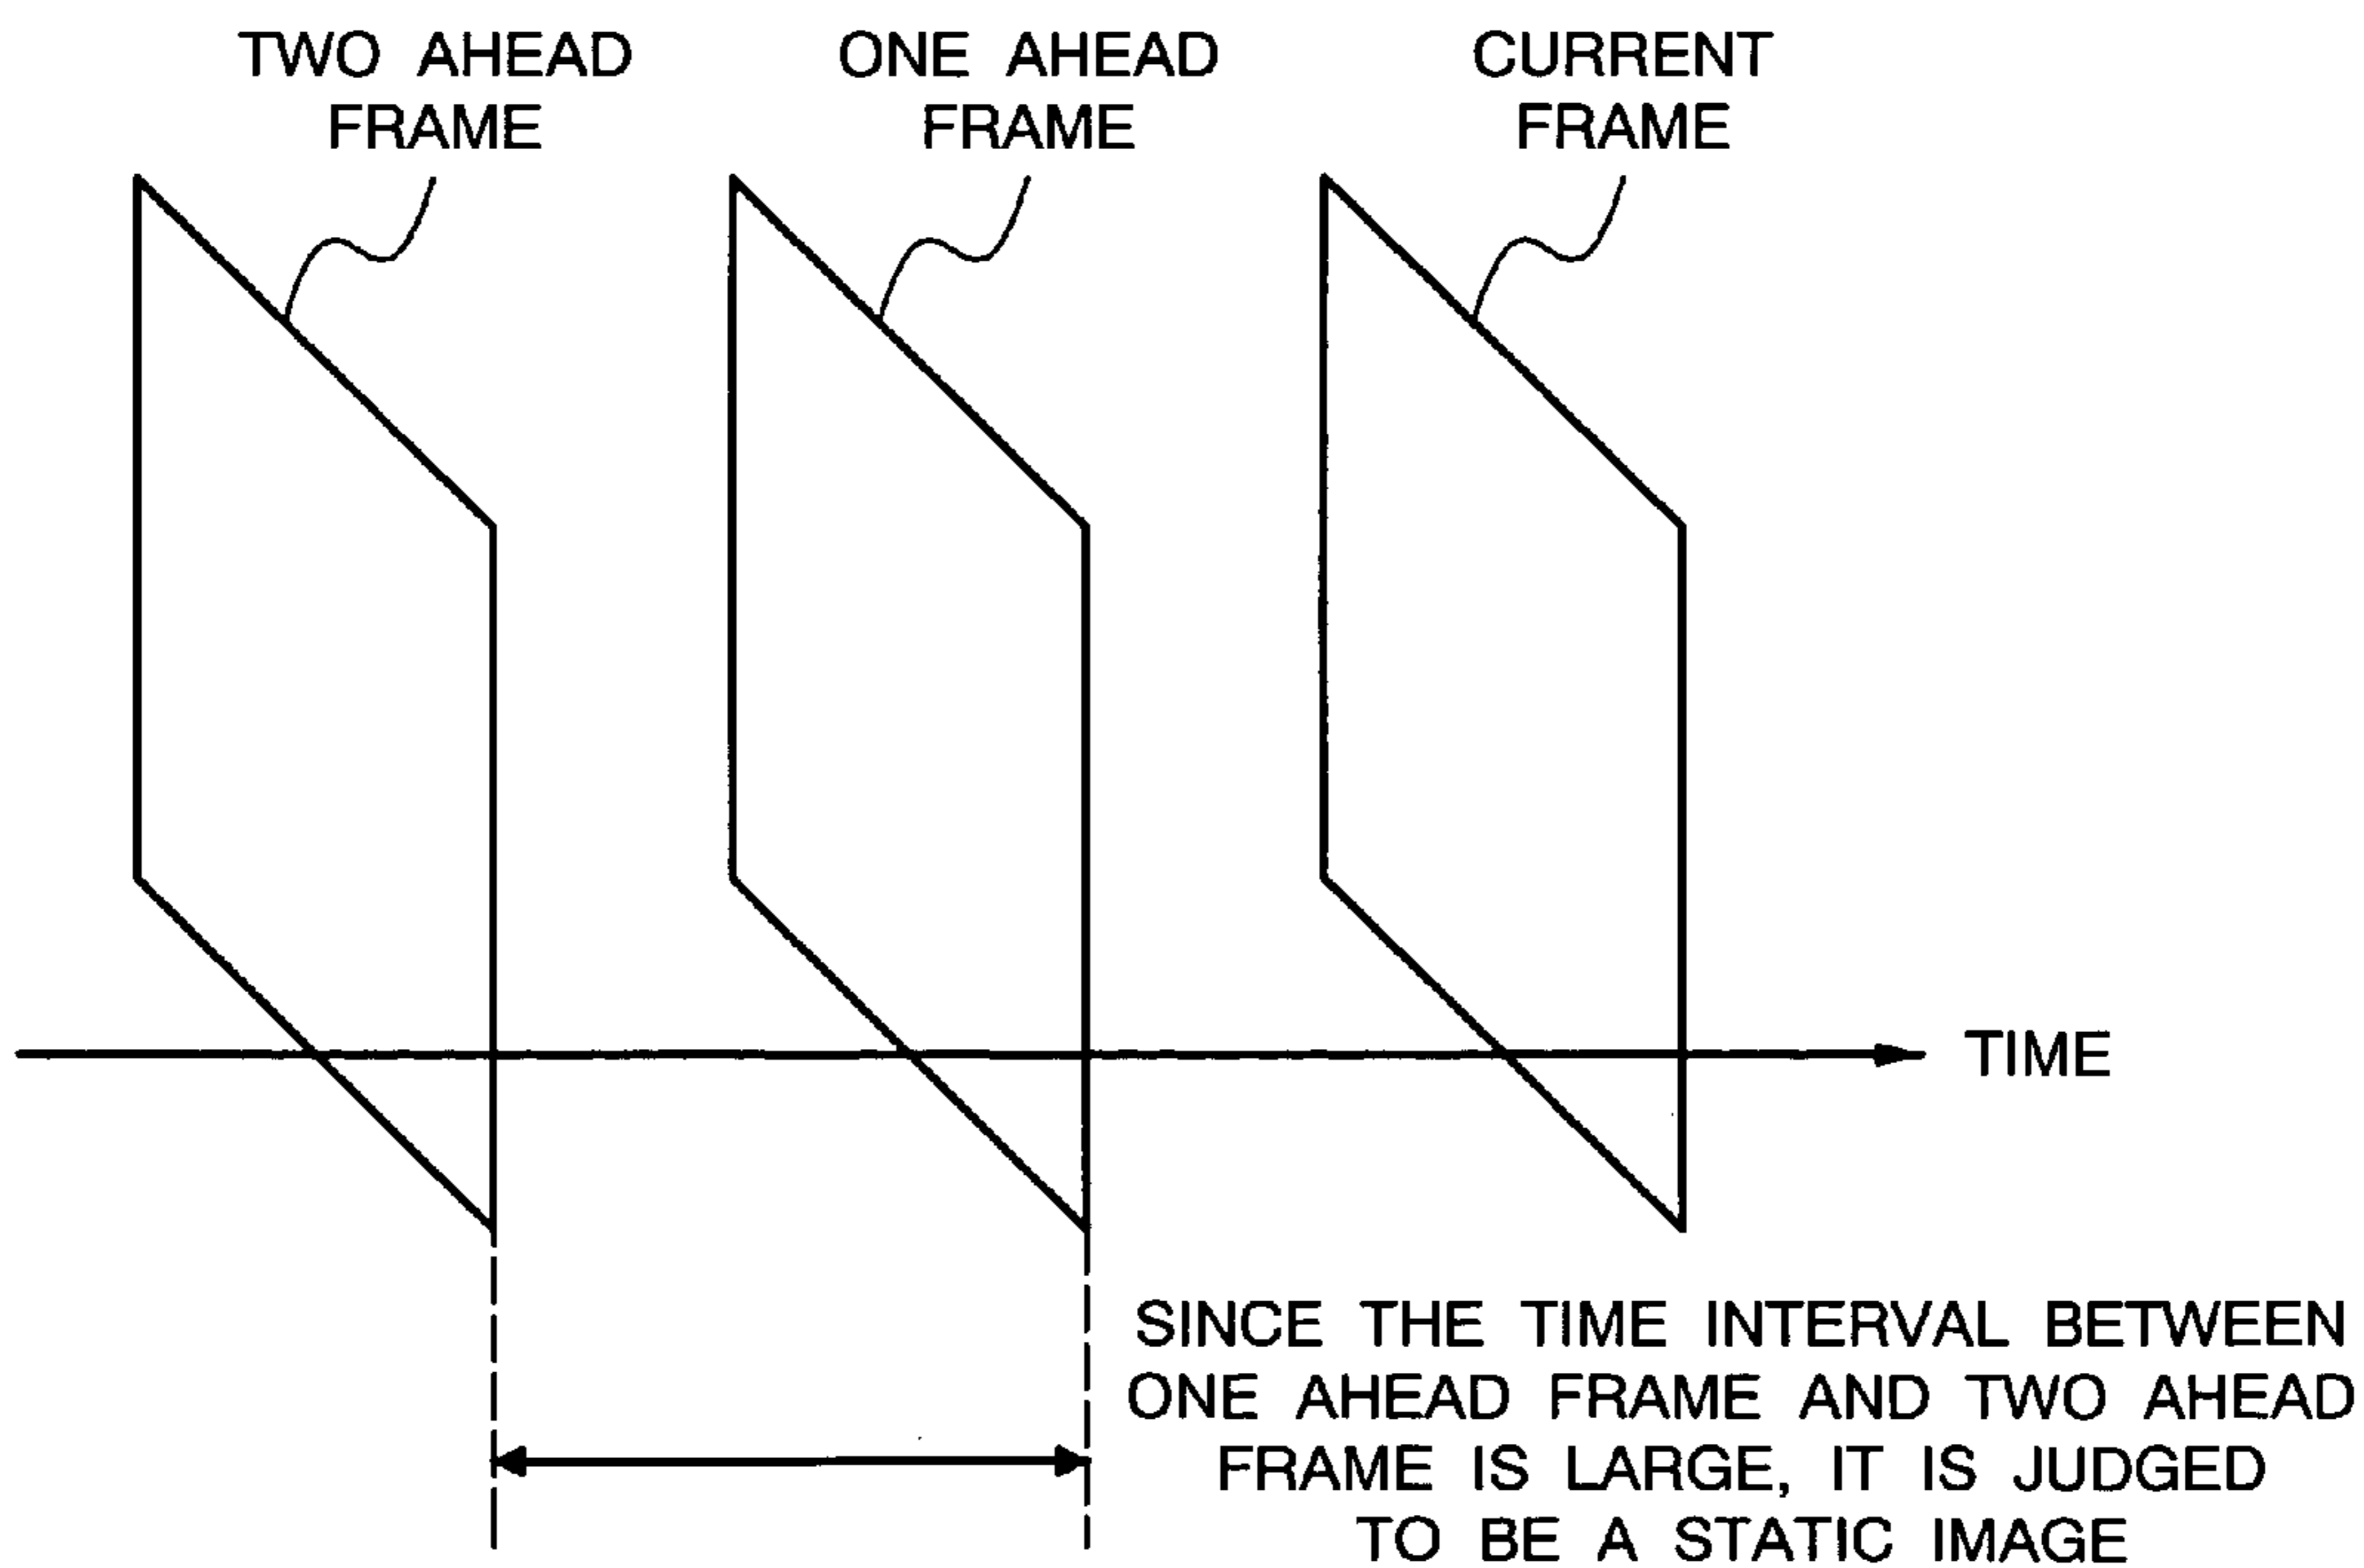 TWO AHEAD
FRAME
ONE AHEAD
FRAME
CURRENT
FRAME
TIME
SINCE THE TIME INTERVAL BETWEEN
ONE AHEAD FRAME AND TWO AHEAD
FRAME IS LARGE, IT IS JUDGED
TO BE A STATIC IMAGE